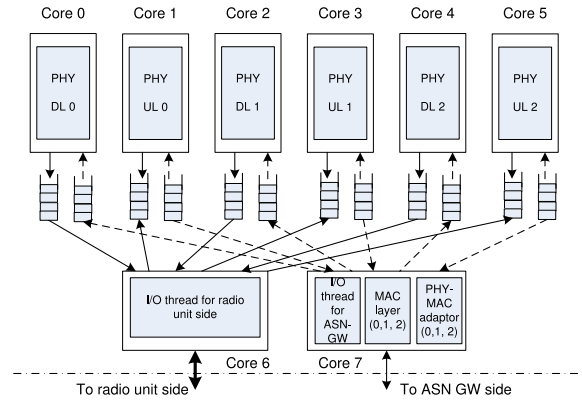 Core 0 Core 1 Core 2 Core 3 Core 4 Core 5
PHY PHY PHY PHY PHY PHY
DL 0 UL 0 DL 1 UL 1 DL 2 UL 2
I/O thread for radio
unit side
I/O
thread
for
ASN-
GW
MAC
layer
(0,1, 2)
PHY-
MAC
adaptor
(0,1, 2)
Core 6 Core 7
To radio unit side To ASN GW side